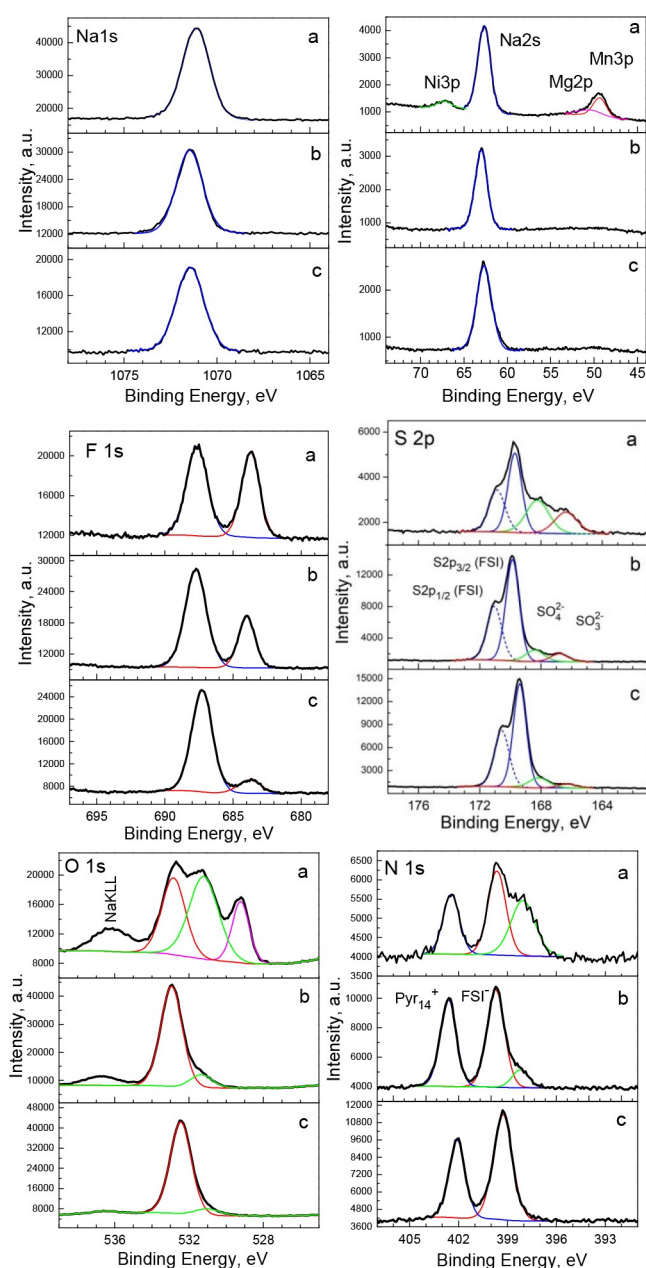 Na1s
a
40000
30000
20000
b
30000
24000
18000
12000
c
20000
16000
12000
1075
1070
1065
Binding Energy, eV
Intensity, a.u.
a
Na2s
Mn3p
Ni3p
Mg2p
4000
3000
2000
1000
b
3000
2000
1000
c
2000
1000
70 65 60 55 50 45
Binding Energy, eV
Intensity, a.u.
F 1s
a
20000
16000
12000
b
30000
24000
18000
12000
c
24000
20000
16000
12000
8000
695 690 685 680
Binding Energy, eV
Intensity, a.u.
S 2p
a
6000
4000
2000
b
S2p3/2 (FSI)
S2p1/2 (FSI)
SO4 2-
SO3 2-
12000
8000
4000
c
15000
12000
9000
6000
3000
176 172 168 164
Binding Energy, eV
Intensity, a.u.
O 1s
a
NaKLL
24000
20000
16000
12000
8000
b
40000
30000
20000
10000
c
48000
40000
32000
24000
16000
8000
536 532 528
Binding Energy, eV
Intensity, a.u.
N 1s
a
6500
6000
5500
5000
4500
4000
3500
b
Pyr14+
FSI-
10000
8000
6000
4000
c
12000
10800
9600
8400
7200
6000
4800
3600
405 402 399 396 393
Binding Energy, eV
Intensity, a.u.